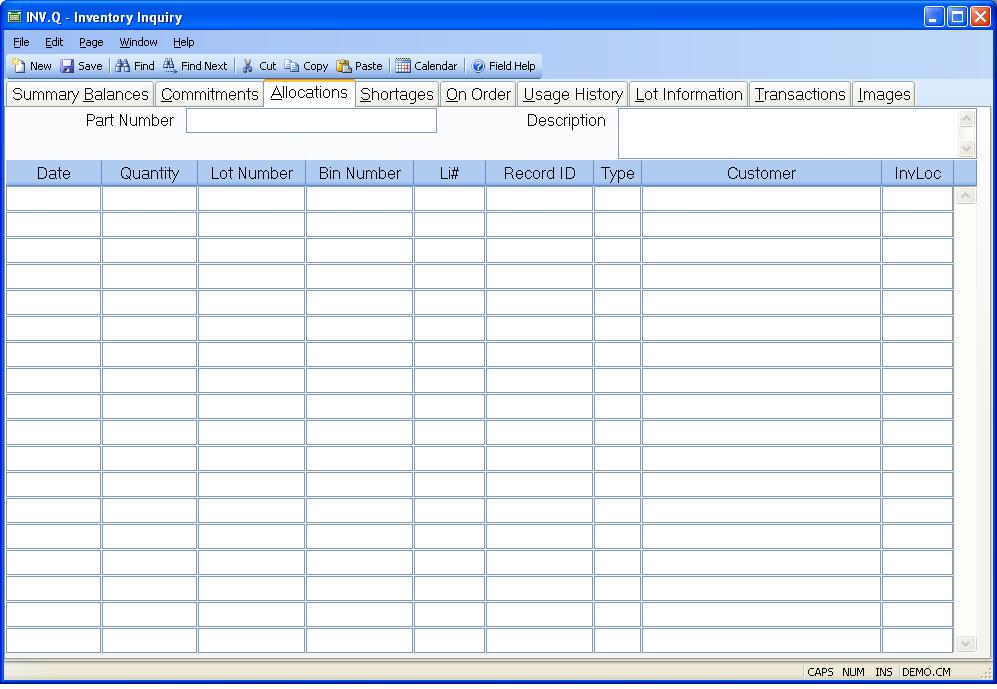 INV.Q - Inventory Inquiry
File Edit Page Window Help
New Save Find Find Next Cut Copy Paste Calendar Field Help
Summary Balances Commitments Allocations Shortages On Order Usage History Lot Information Transactions Images
Part Number Description
Date Quantity Lot Number Bin Number Li# Record ID Type Customer InvLoc
CAPS NUM INS DEMO.CM